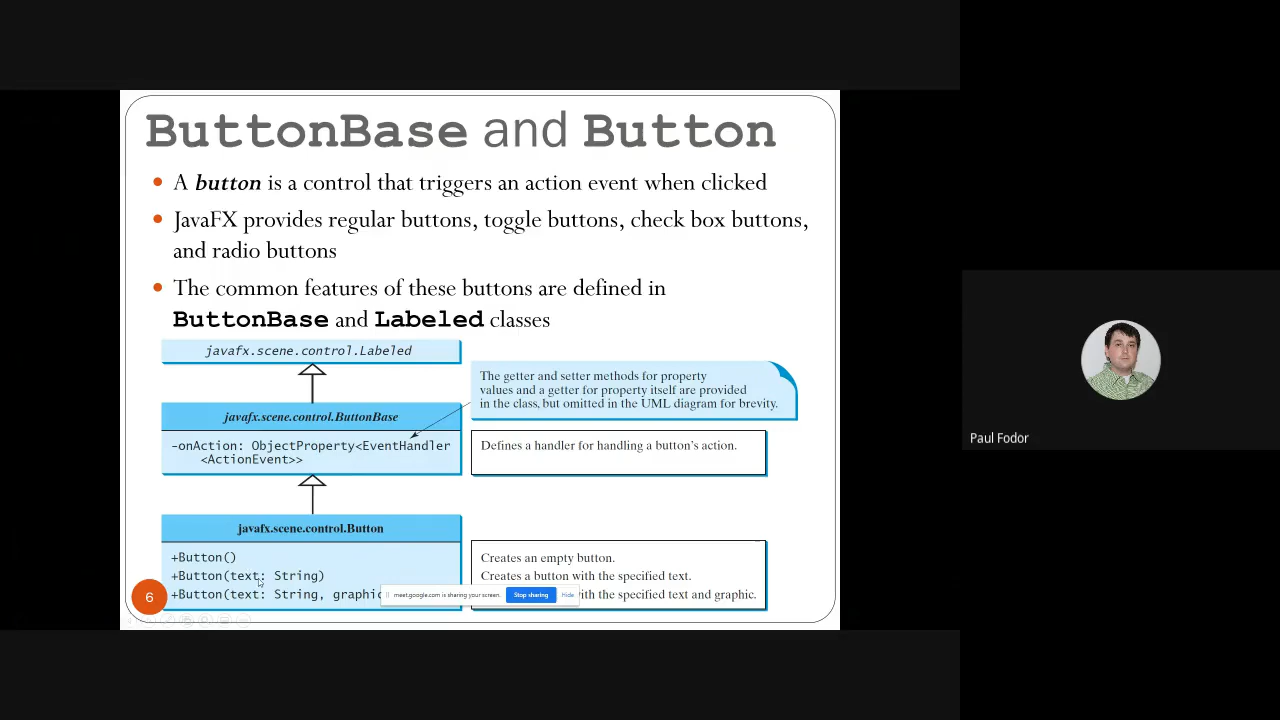 ButtonBase and Button
• A button is a control that triggers an action event when clicked
• JavaFX provides regular buttons, toggle buttons, check box buttons,
and radio buttons
• The common features of these buttons are defined in
ButtonBase and Labeled classes
javafx.scene.control.Labeled
The getter and setter methods for property
values and a getter for property itself are provided
in the class, but omitted in the UML diagram for brevity.
javafx.scene.control.ButtonBase
-onAction: ObjectProperty<EventHandler
<ActionEvent>>
Defines a handler for handling a button's action.
javafx.scene.control.Button
+Button()
Creates an empty button.
+Button(text: String)
Creates a button with the specified text.
+Button(text: String, graphic
with the specified text and graphic.
meet.google.com is sharing your screen.
Stop sharing
Hide
6
Paul Fodor